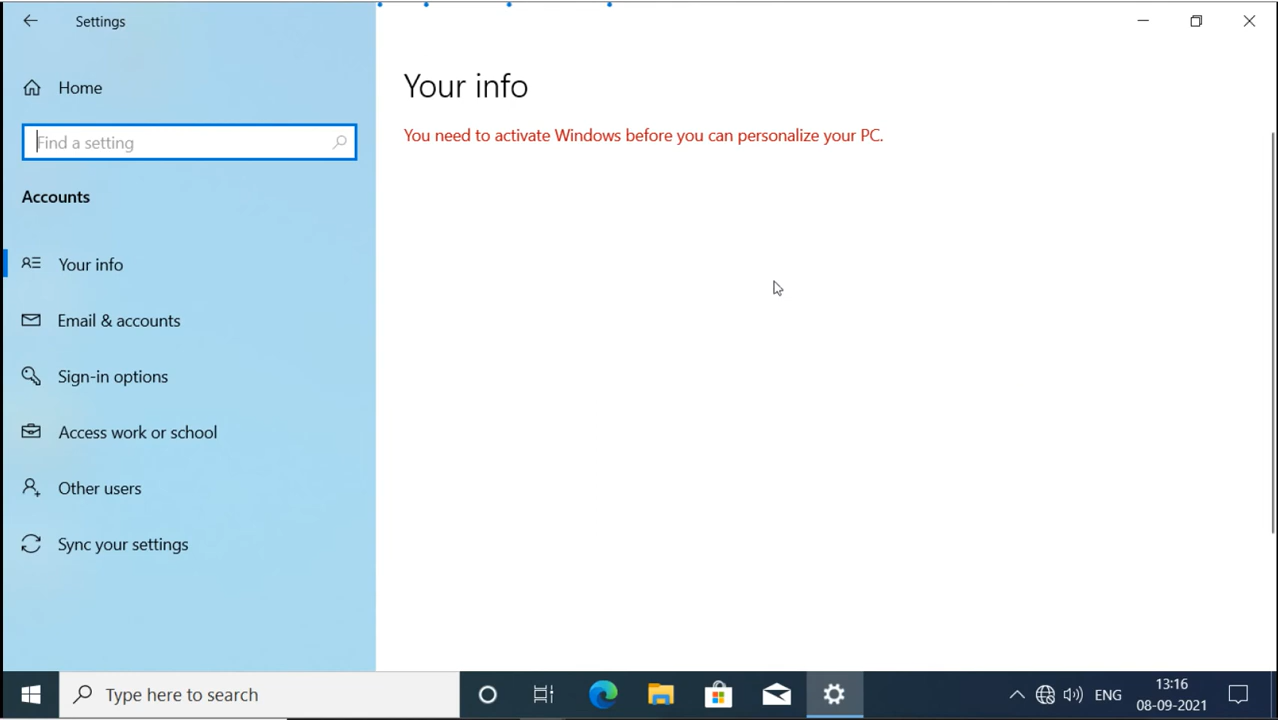 Settings
Home
Find a setting
Accounts
Your info
Email & accounts
Sign-in options
Access work or school
Other users
Sync your settings
Your info
You need to activate Windows before you can personalize your PC.
Type here to search
ENG
13:16
08-09-2021